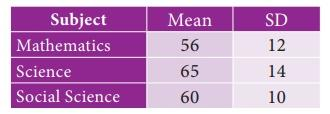 Subject Mean SD
Mathematics 56 12
Science 65 14
Social Science 60 10